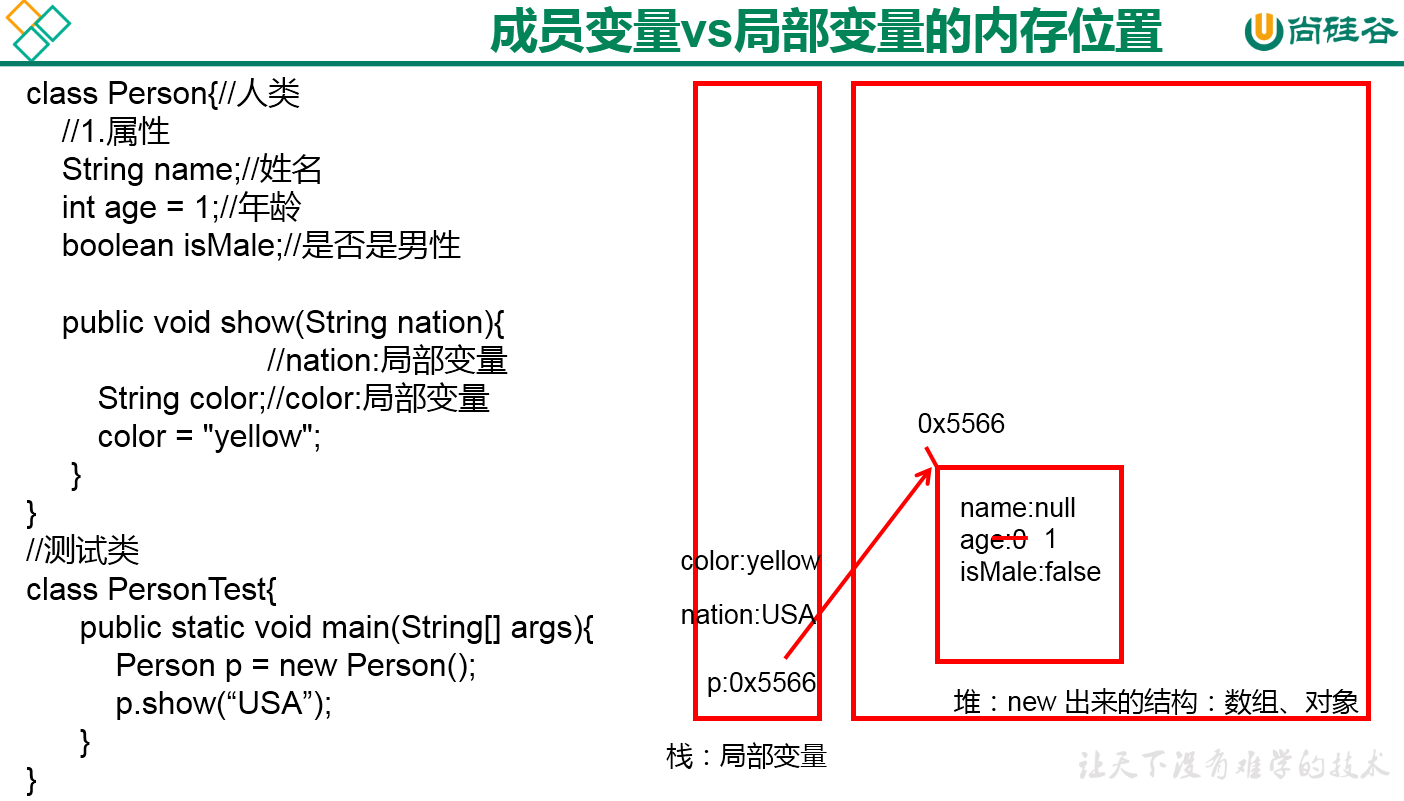 成员变量vs局部变量的内存位置
尚硅谷
class Person{//人类
//1.属性
String name;//姓名
int age = 1;//年龄
boolean isMale;//是否是男性
public void show(String nation){
//nation:局部变量
String color;//color:局部变量
color = "yellow";
}
}
//测试类
class PersonTest{
public static void main(String[] args){
Person p = new Person();
p.show(“USA”);
}
}
color:yellow
nation:USA
p:0x5566
栈：局部变量
0x5566
name:null
age:0 1
isMale:false
堆：new 出来的结构：数组、对象
让天下没有难学的技术